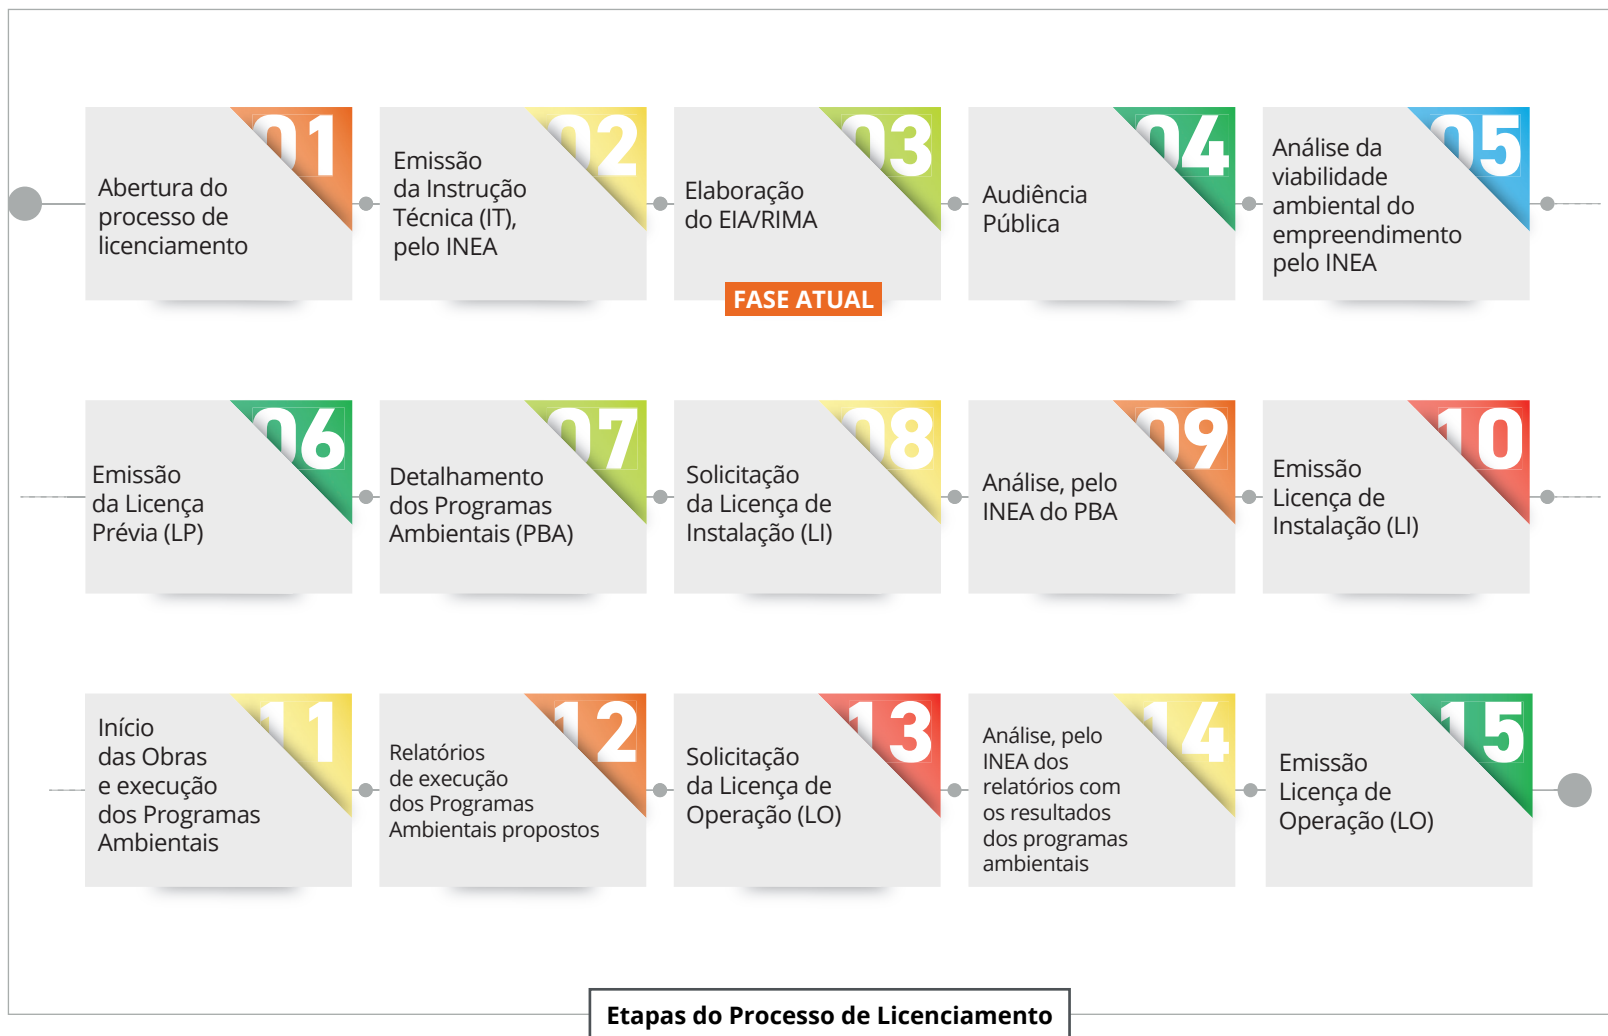 01
Abertura do
processo de
licenciamento
02
Emissão
da Instrução
Técnica (IT),
pelo INEA
03
Elaboração
do EIA/RIMA
FASE ATUAL
04
Audiência
Pública
05
Análise da
viabilidade
ambiental do
empreendimento
pelo INEA
06
Emissão
da Licença
Prévia (LP)
07
Detalhamento
dos Programas
Ambientais (PBA)
08
Solicitação
da Licença de
Instalação (LI)
09
Análise, pelo
INEA do PBA
10
Emissão
Licença de
Instalação (LI)
11
Início
das Obras
e execução
dos Programas
Ambientais
12
Relatórios
de execução
dos Programas
Ambientais propostos
13
Solicitação
da Licença de
Operação (LO)
14
Análise, pelo
INEA dos
relatórios com
os resultados
dos programas
ambientais
15
Emissão
Licença de
Operação (LO)
Etapas do Processo de Licenciamento